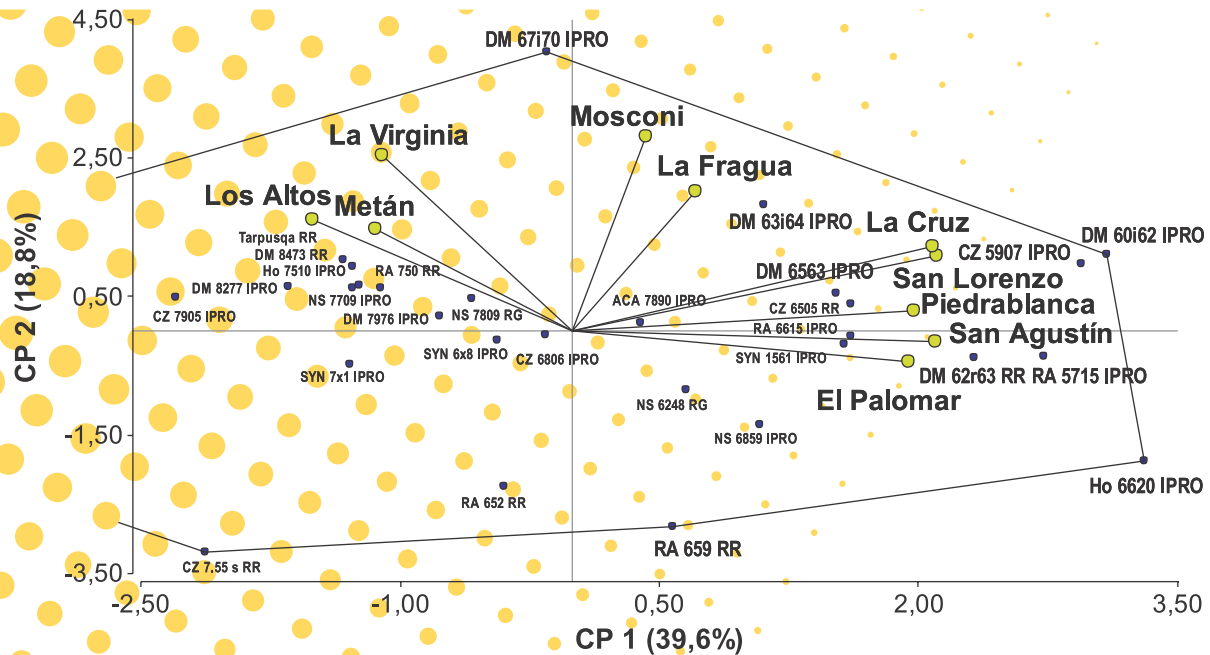 4,50
DM 67i70 IPRO
Mosconi
La Virginia
2,50
La Fragua
Los Altos
Metán
DM 63i64 IPRO
La Cruz
Tarpusqa RR
DM 60i62 IPRO
DM 8473 RR
CZ 5907 IPRO
Ho 7510 IPRO
RA 750 RR
DM 6563 IPRO
San Lorenzo
DM 8277 IPRO
0,50
NS 7709 IPRO
ACA 7890 IPRO
CZ 6505 RR
Piedrablanca
CZ 7905 IPRO
DM 7976 IPRO
NS 7809 RG
RA 6615 IPRO
San Agustín
SYN 6x8 IPRO
CZ 6806 IPRO
SYN 1561 IPRO
SYN 7x1 IPRO
DM 62r63 RR
RA 5715 IPRO
El Palomar
NS 6248 RG
-1,50
NS 6859 IPRO
Ho 6620 IPRO
RA 652 RR
RA 659 RR
CZ 7.55 s RR
-3,50
CP 2 (18,8%)
-2,50
-1,00
0,50
2,00
3,50
CP 1 (39,6%)